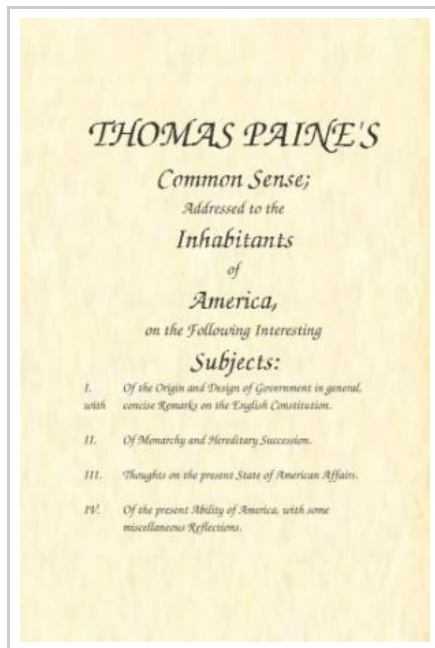 THOMAS PAINE'S
Common Sense;
Addressed to the
Inhabitants
of
America,
on the Following Interesting
Subjects:
I. Of the Origin and Design of Government in general,
with concise Remarks on the English Constitution.
II. Of Monarchy and Hereditary Succession.
III. Thoughts on the present State of American Affairs.
IV. Of the present Ability of America, with some
miscellaneous Reflections.